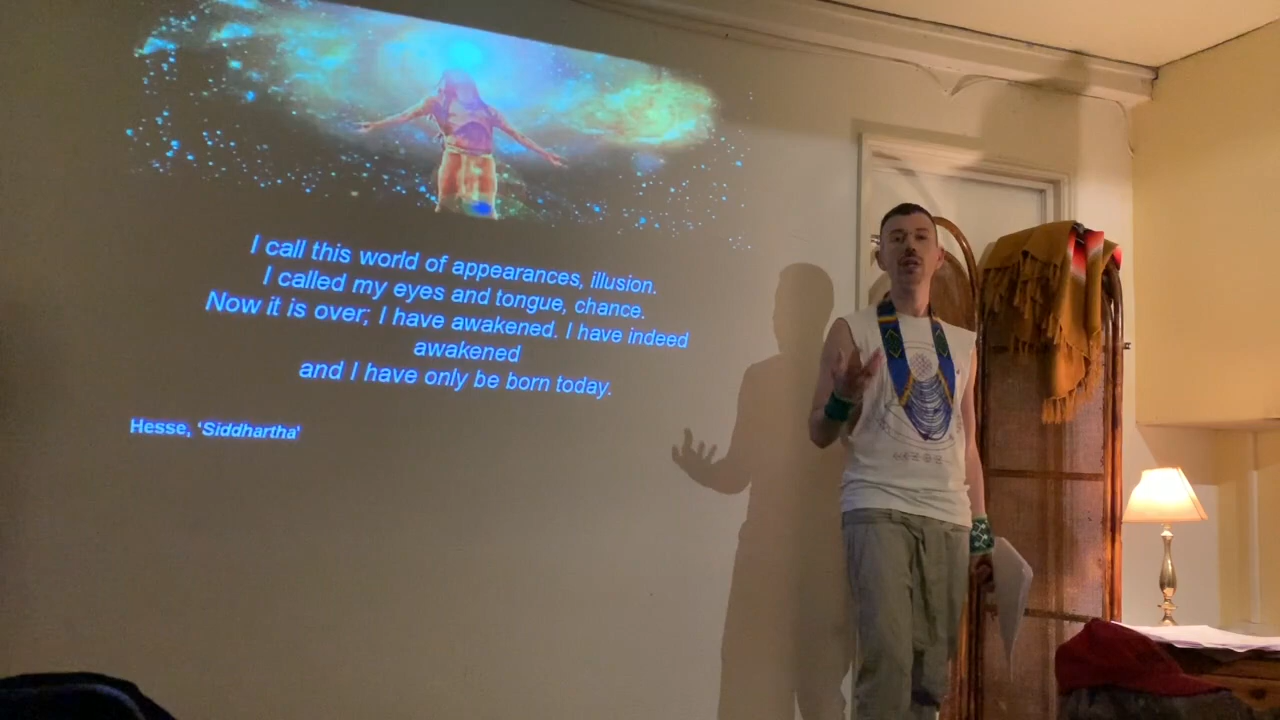 I call this world of appearances, illusion.
I called my eyes and tongue, chance.
Now it is over; I have awakened. I have indeed
awakened
and I have only be born today.
Hesse, ‘Siddhartha’